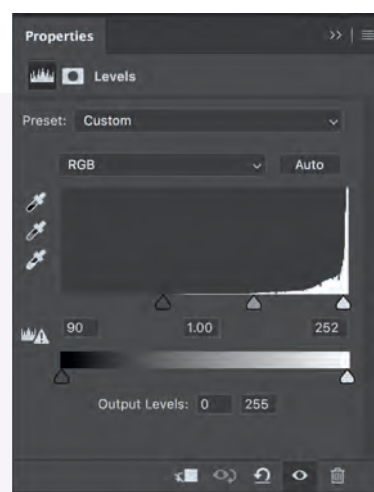 Properties
Levels
Preset: Custom
RGB Auto
90 1.00 252
Output Levels: 0 255